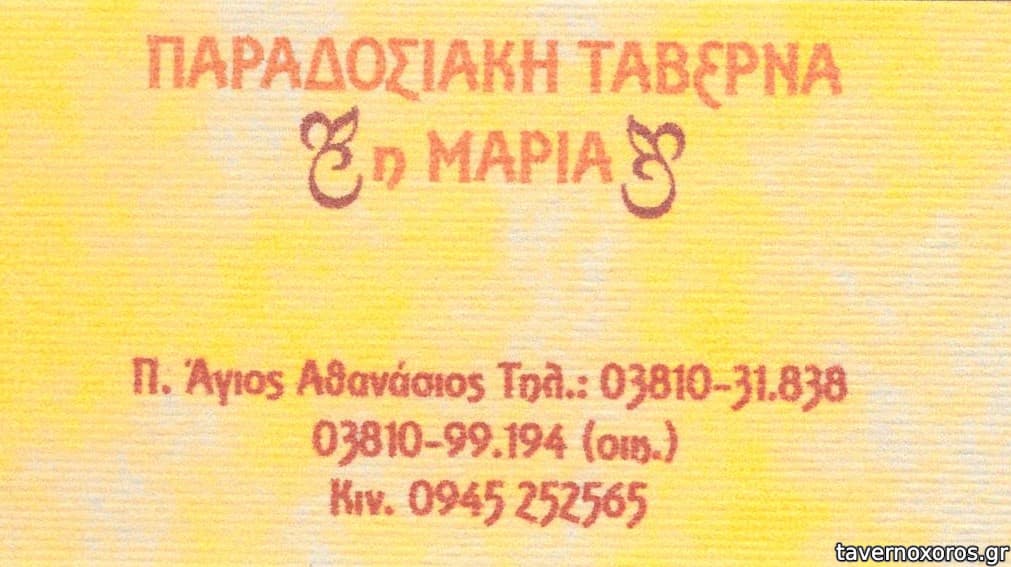 ΠΑΡΑΔΟΣΙΑΚΗ ΤΑΒΕΡΝΑ
η ΜΑΡΙΑ
Π. Άγιος Αθανάσιος Τηλ.: 03810-31.838
03810-99.194 (οικ.)
Κιν. 0945 252565
tavernoxoros.gr